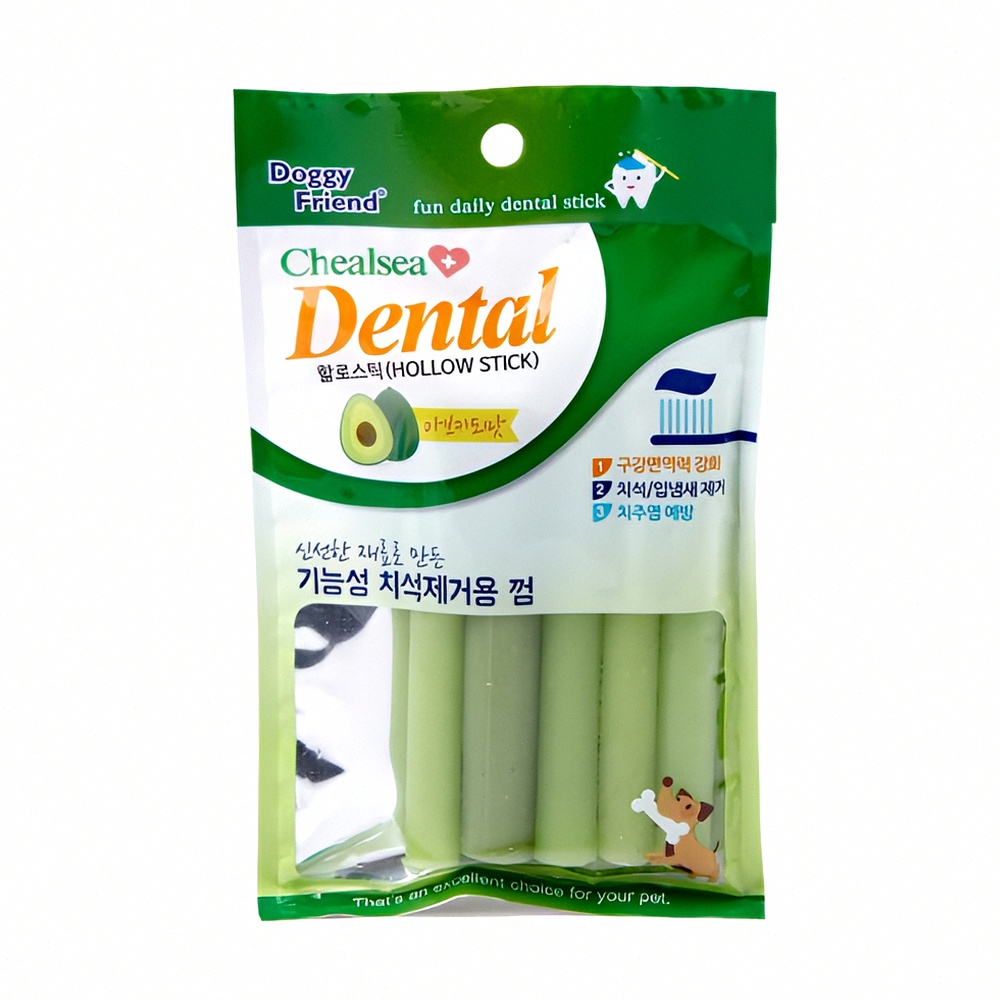 Doggy
Friend®
fun daily dental stick
Chealsea
Dental
할로스틱(HOLLOW STICK)
아보카도맛
1 구강면역력 강화
2 치석/입냄새 제거
3 치주염 예방
신선한 재료로 만든
기능성 치석제거용 껌
That's an excellent choice for your pet.